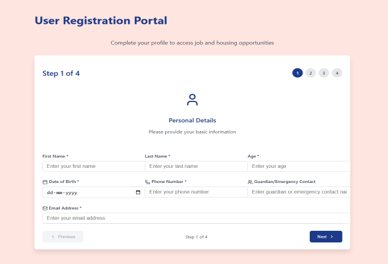 User Registration Portal
Complete your profile to access job and housing opportunities
Step 1 of 4
1 2 3 4
Personal Details
Please provide your basic information
First Name * Last Name * Age *
Enter your first name Enter your last name Enter your age
Date of Birth * Phone Number * Guardian/Emergency Contact
dd-mm-yyyy Enter your phone number Enter guardian or emergency contact
Email Address *
Enter your email address
Previous Step 1 of 4 Next